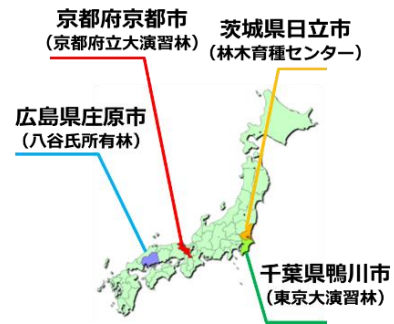 京都府京都市
（京都府立大演習林）
茨城県日立市
（林木育種センター）
広島県庄原市
（八谷氏所有林）
千葉県鴨川市
（東京大演習林）